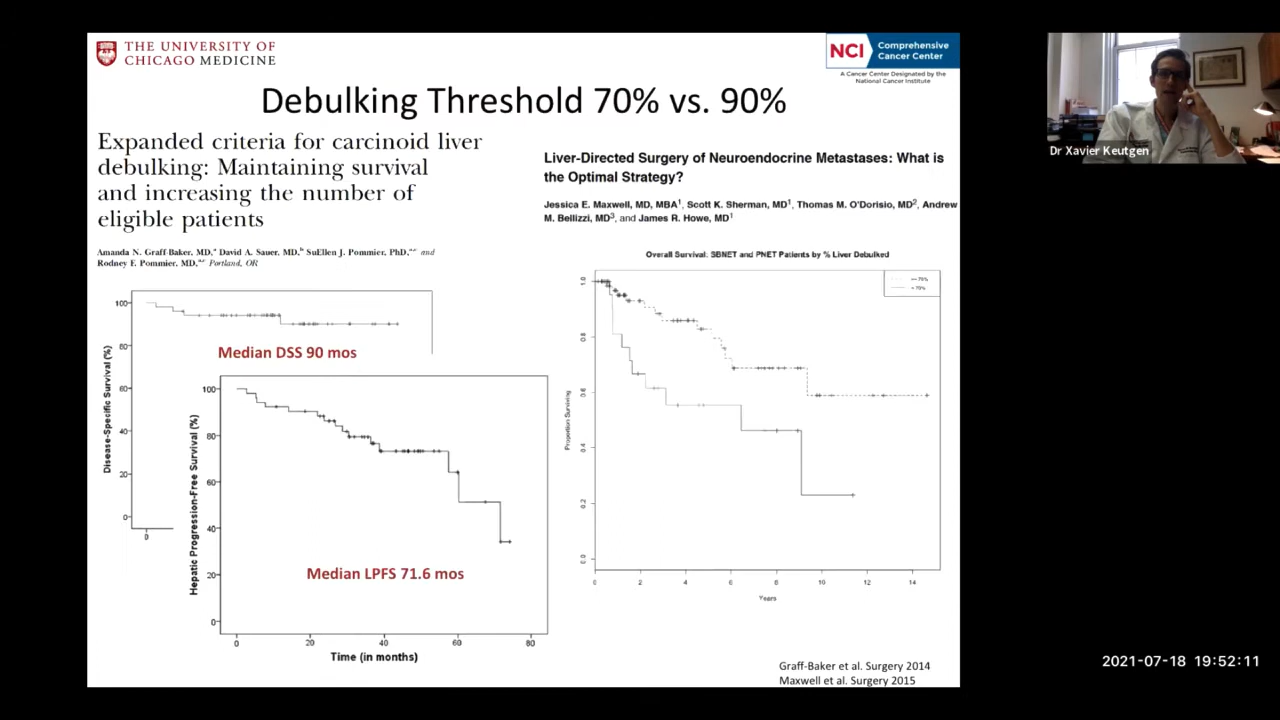 THE UNIVERSITY OF
CHICAGO MEDICINE
NCI
Comprehensive
Cancer Center
A Cancer Center Designated by the
National Cancer Institute
Debulking Threshold 70% vs. 90%
Expanded criteria for carcinoid liver
debulking: Maintaining survival
and increasing the number of
eligible patients
Amanda N. Graff-Baker, MD, David A. Sauer, MD, SuEllen J. Pommier, PhD, and
Rodney F. Pommier, MD, Portland, OR
Disease-Specific Survival (%)
100
80
60
40
20
0
0
Median DSS 90 mos
Hepatic Progression-Free Survival (%)
100
80
60
40
20
0
Median LPFS 71.6 mos
0 20 40 60 80
Time (in months)
Liver-Directed Surgery of Neuroendocrine Metastases: What is
the Optimal Strategy?
Jessica E. Maxwell, MD, MBA1, Scott K. Sherman, MD1, Thomas M. O'Dorisio, MD2, Andrew
M. Bellizzi, MD3, and James R. Howe, MD1
Overall Survival: SBNET and PNET Patients by % Liver Debulked
Proportion Surviving
1.0
0.8
0.6
0.4
0.2
0.0
0 2 4 6 8 10 12 14
Years
Graff-Baker et al. Surgery 2014
Maxwell et al. Surgery 2015
Dr Xavier Keutgen
2021-07-18 19:52:11